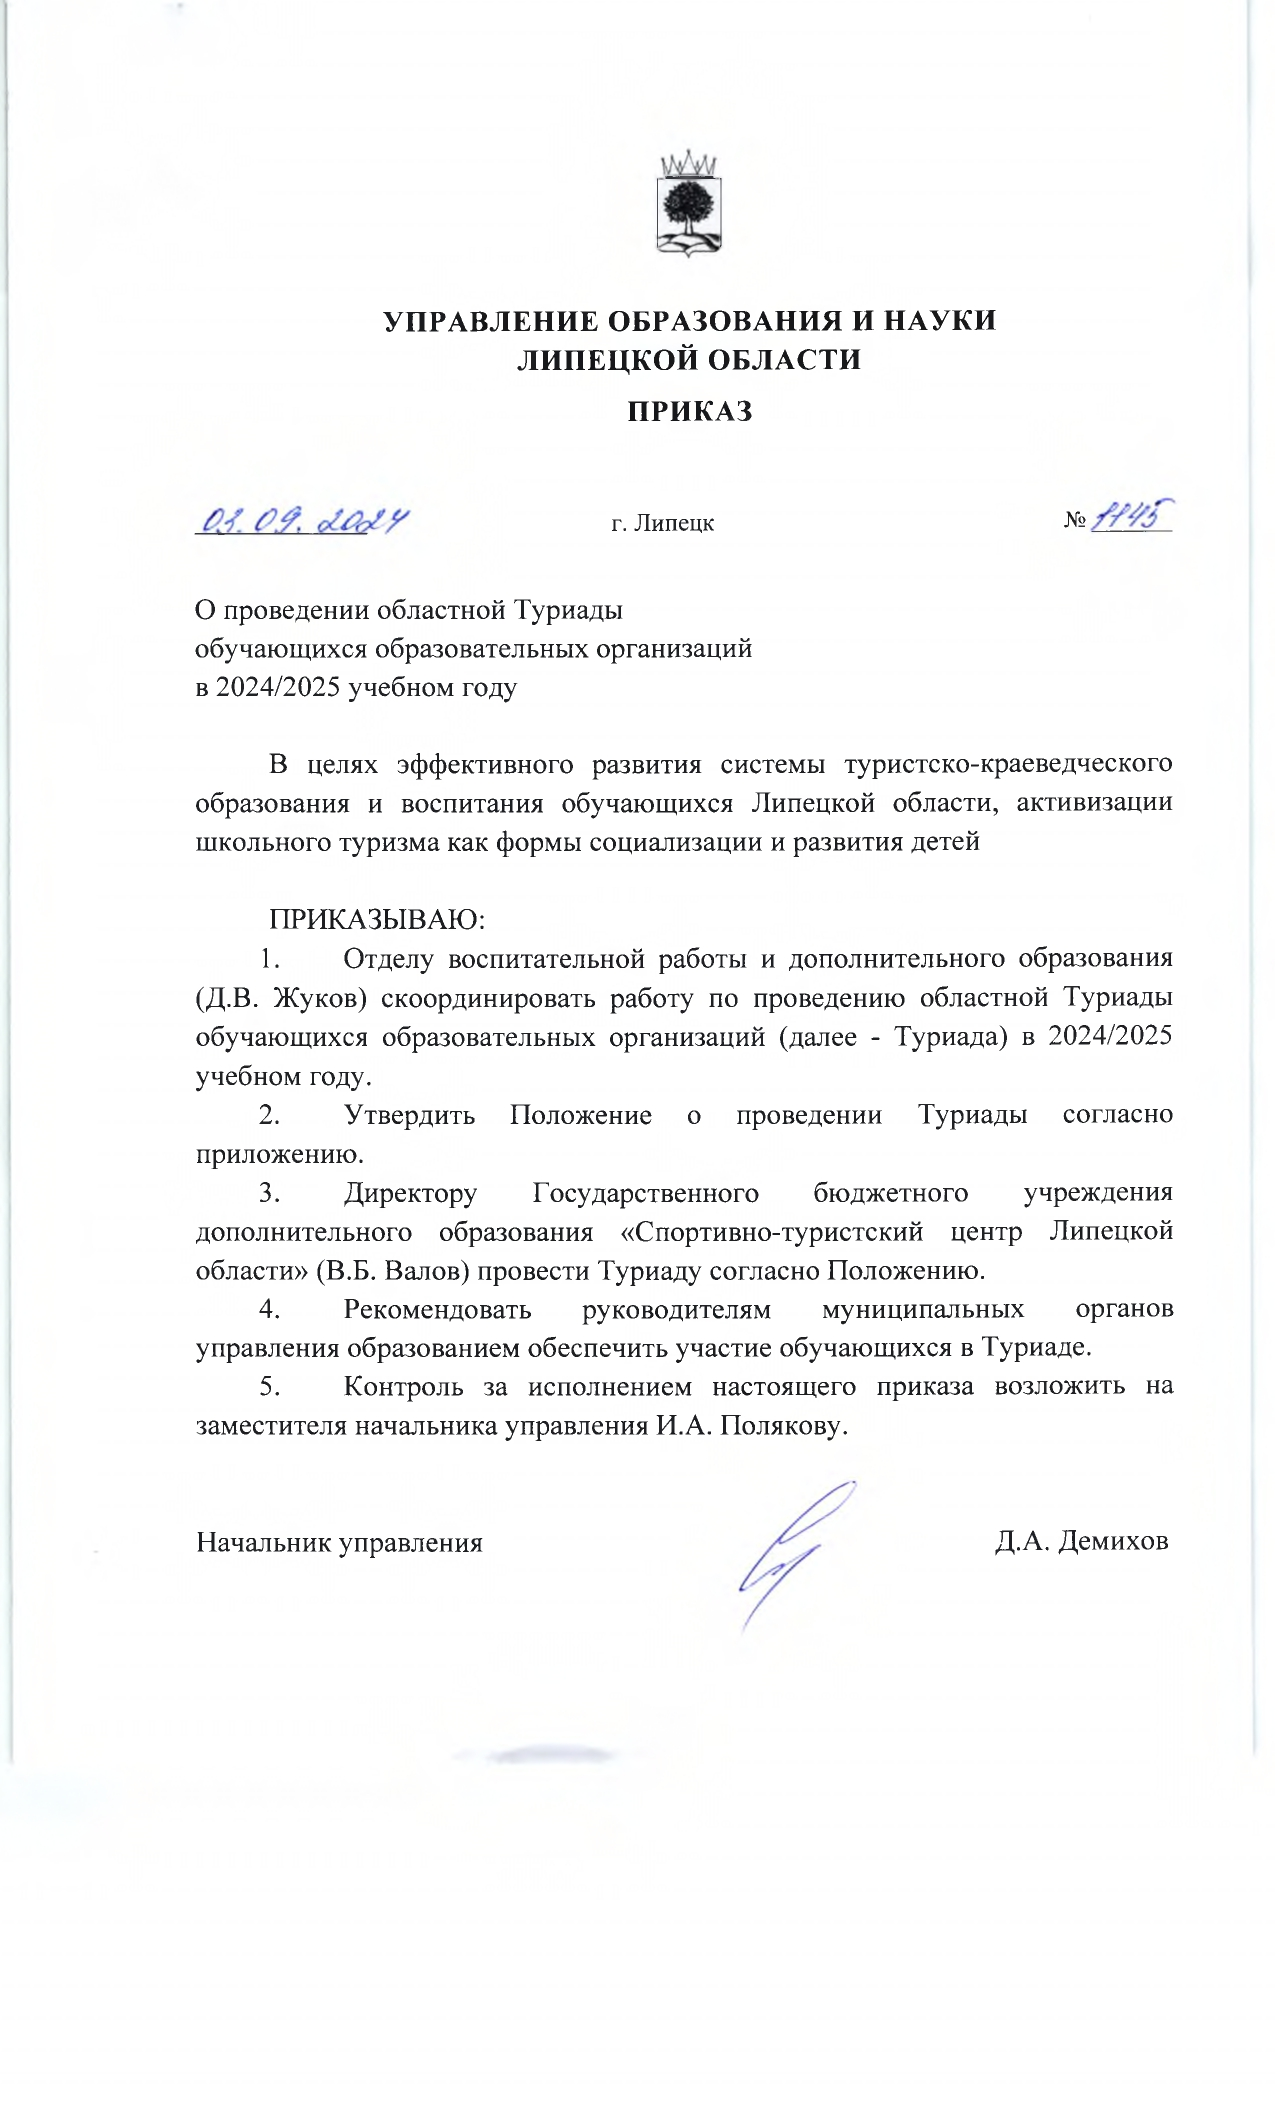 УПРАВЛЕНИЕ ОБРАЗОВАНИЯ И НАУКИ
ЛИПЕЦКОЙ ОБЛАСТИ
ПРИКАЗ
03.09.2024 г. Липецк № 1145
О проведении областной Туриады
обучающихся образовательных организаций
в 2024/2025 учебном году
В целях эффективного развития системы туристско-краеведческого
образования и воспитания обучающихся Липецкой области, активизации
школьного туризма как формы социализации и развития детей
ПРИКАЗЫВАЮ:
1. Отделу воспитательной работы и дополнительного образования
(Д.В. Жуков) скоординировать работу по проведению областной Туриады
обучающихся образовательных организаций (далее - Туриада) в 2024/2025
учебном году.
2. Утвердить Положение о проведении Туриады согласно
приложению.
3. Директору Государственного бюджетного учреждения
дополнительного образования «Спортивно-туристский центр Липецкой
области» (В.Б. Валов) провести Туриаду согласно Положению.
4. Рекомендовать руководителям муниципальных органов
управления образованием обеспечить участие обучающихся в Туриаде.
5. Контроль за исполнением настоящего приказа возложить на
заместителя начальника управления И.А. Полякову.
Начальник управления Д.А. Демихов